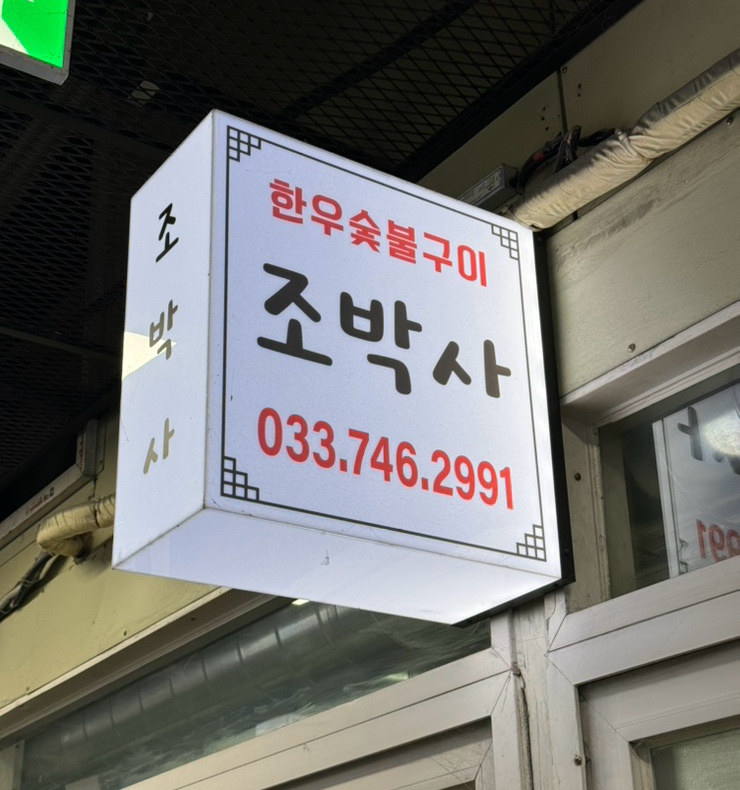 한우숯불구이
조박사
033.746.2991
조
박
사